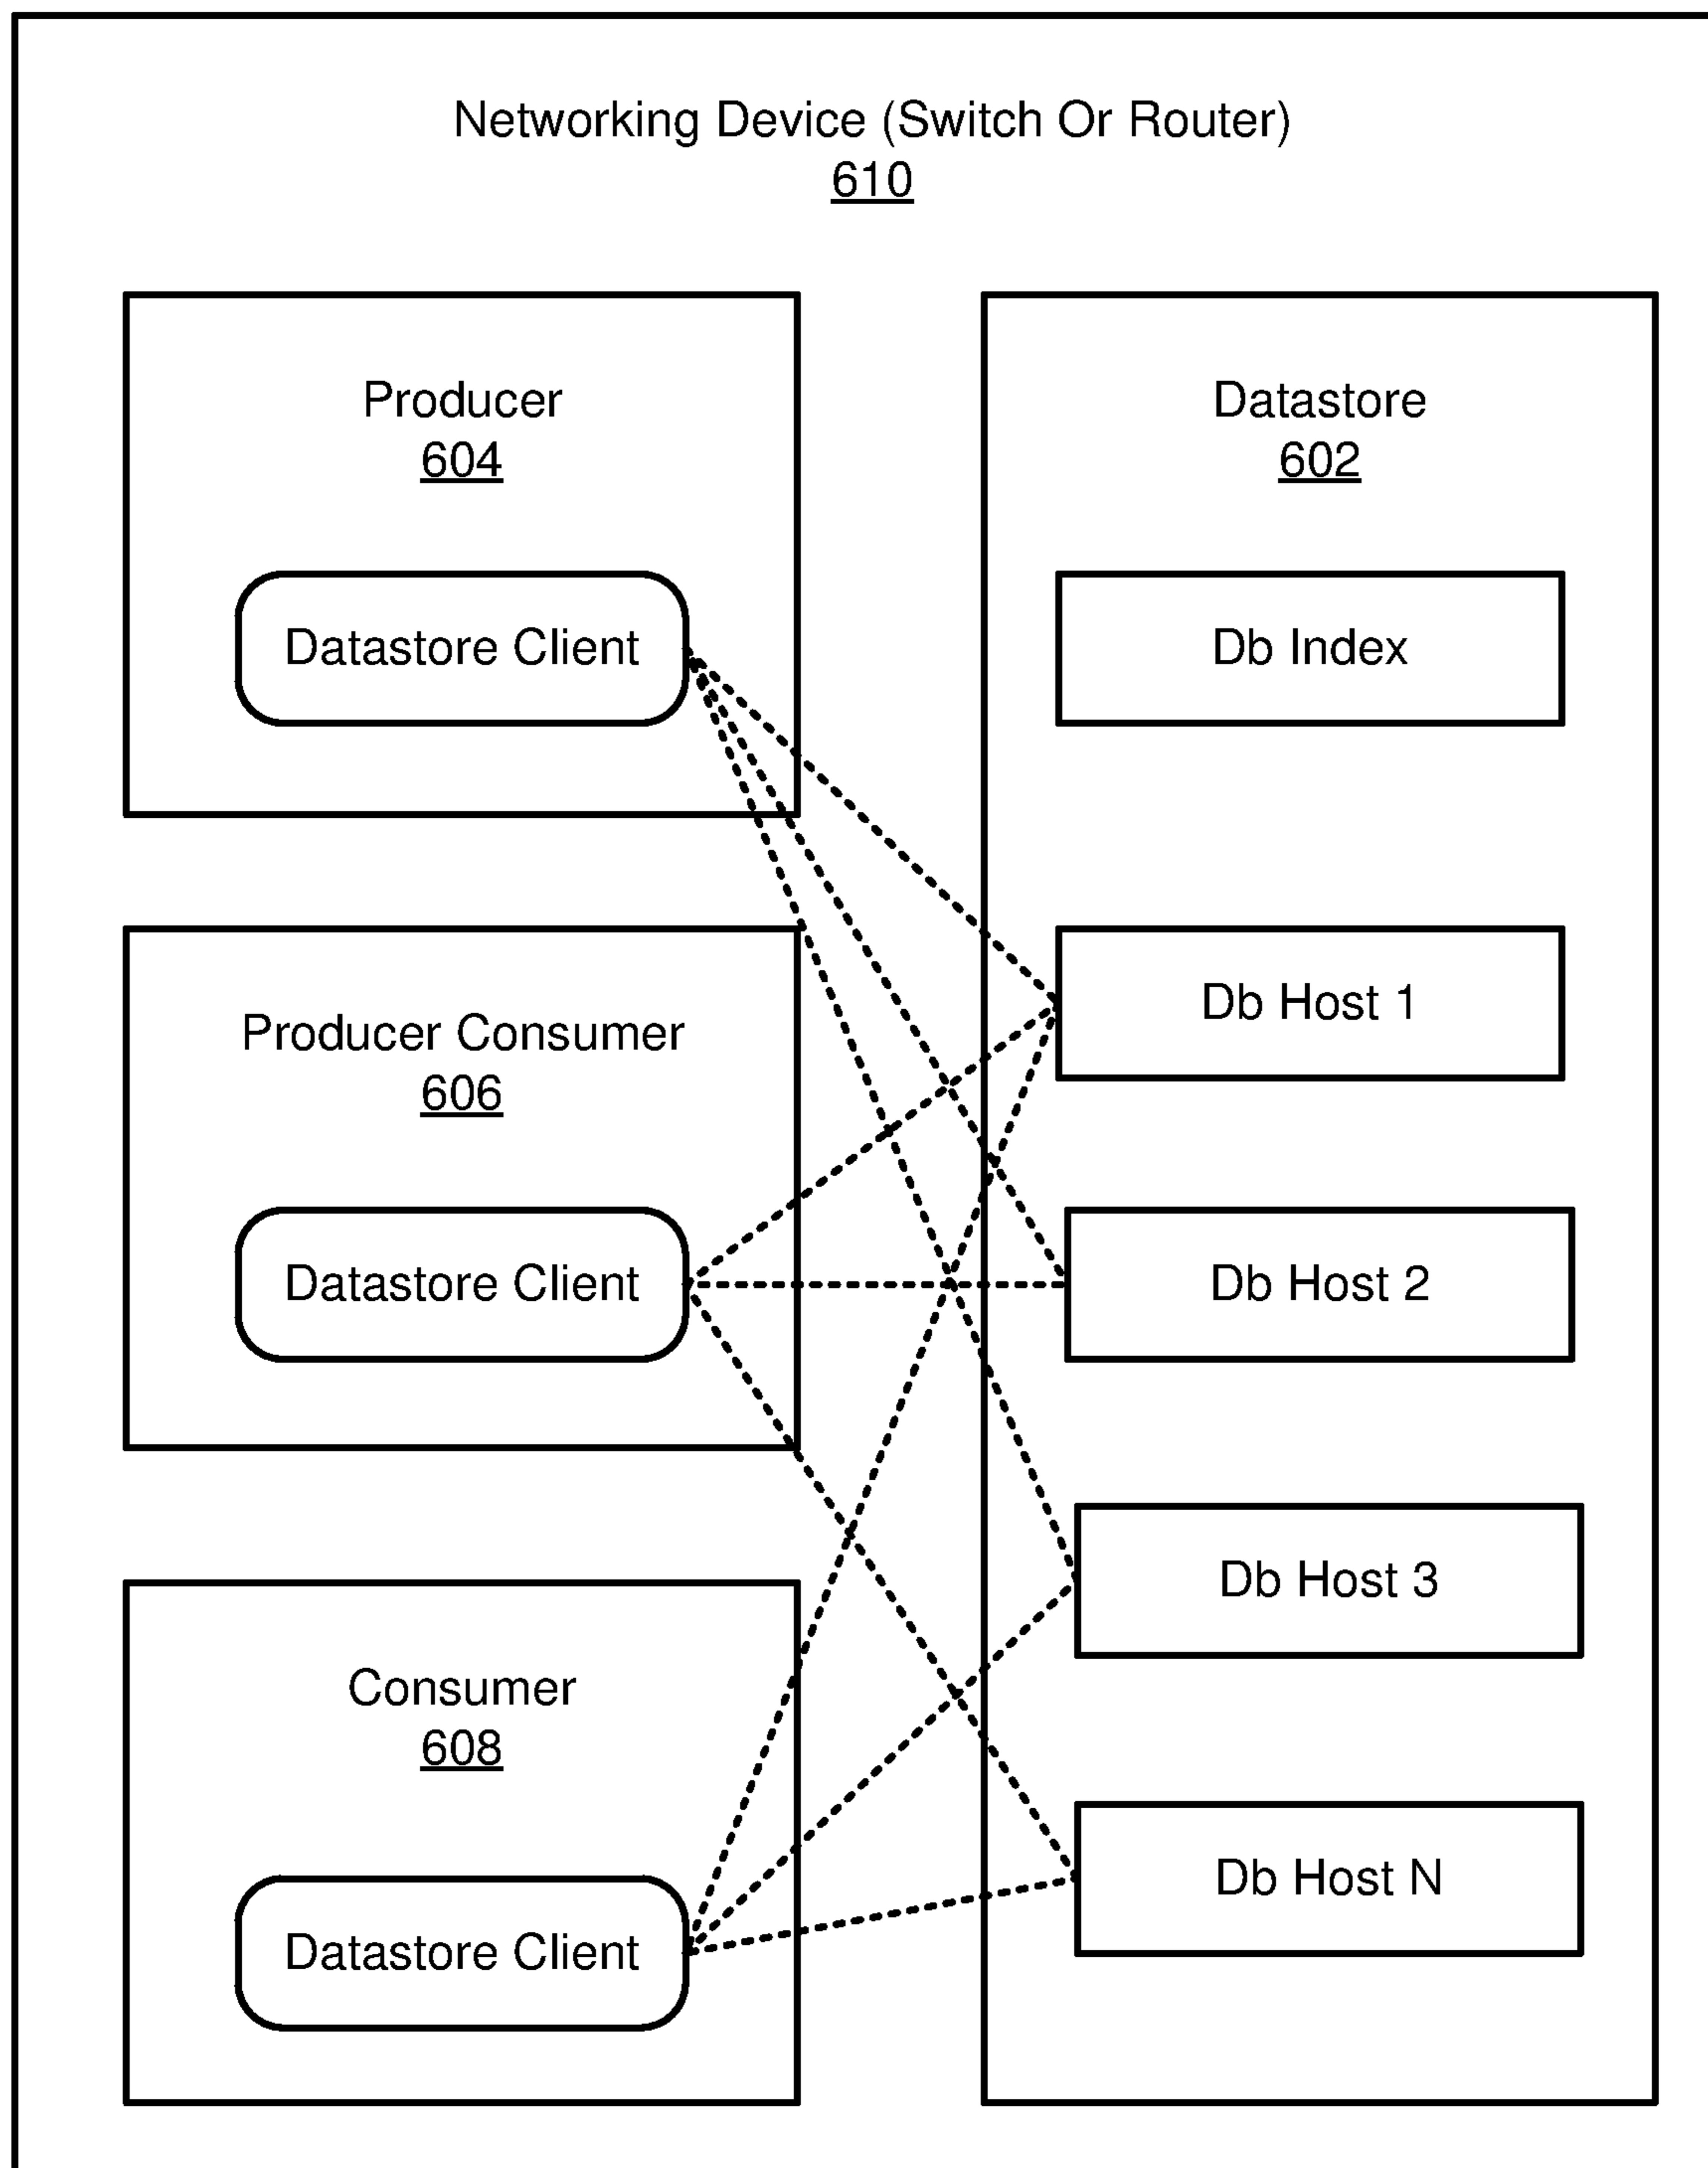 Networking Device (Switch Or Router)
610
Producer
604
Datastore Client
Producer Consumer
606
Datastore Client
Consumer
608
Datastore Client
Datastore
602
Db Index
Db Host 1
Db Host 2
Db Host 3
Db Host N